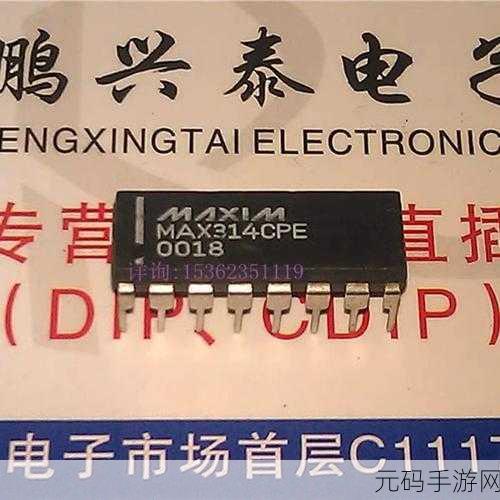 鹏兴泰电子
ENGXINGTAI ELECTRONIC
MAXIM
MAX314CPE
0018
详询:15362351119
专营 直插
(DIP、CDIP)
电子市场首层C1117
元码手游网